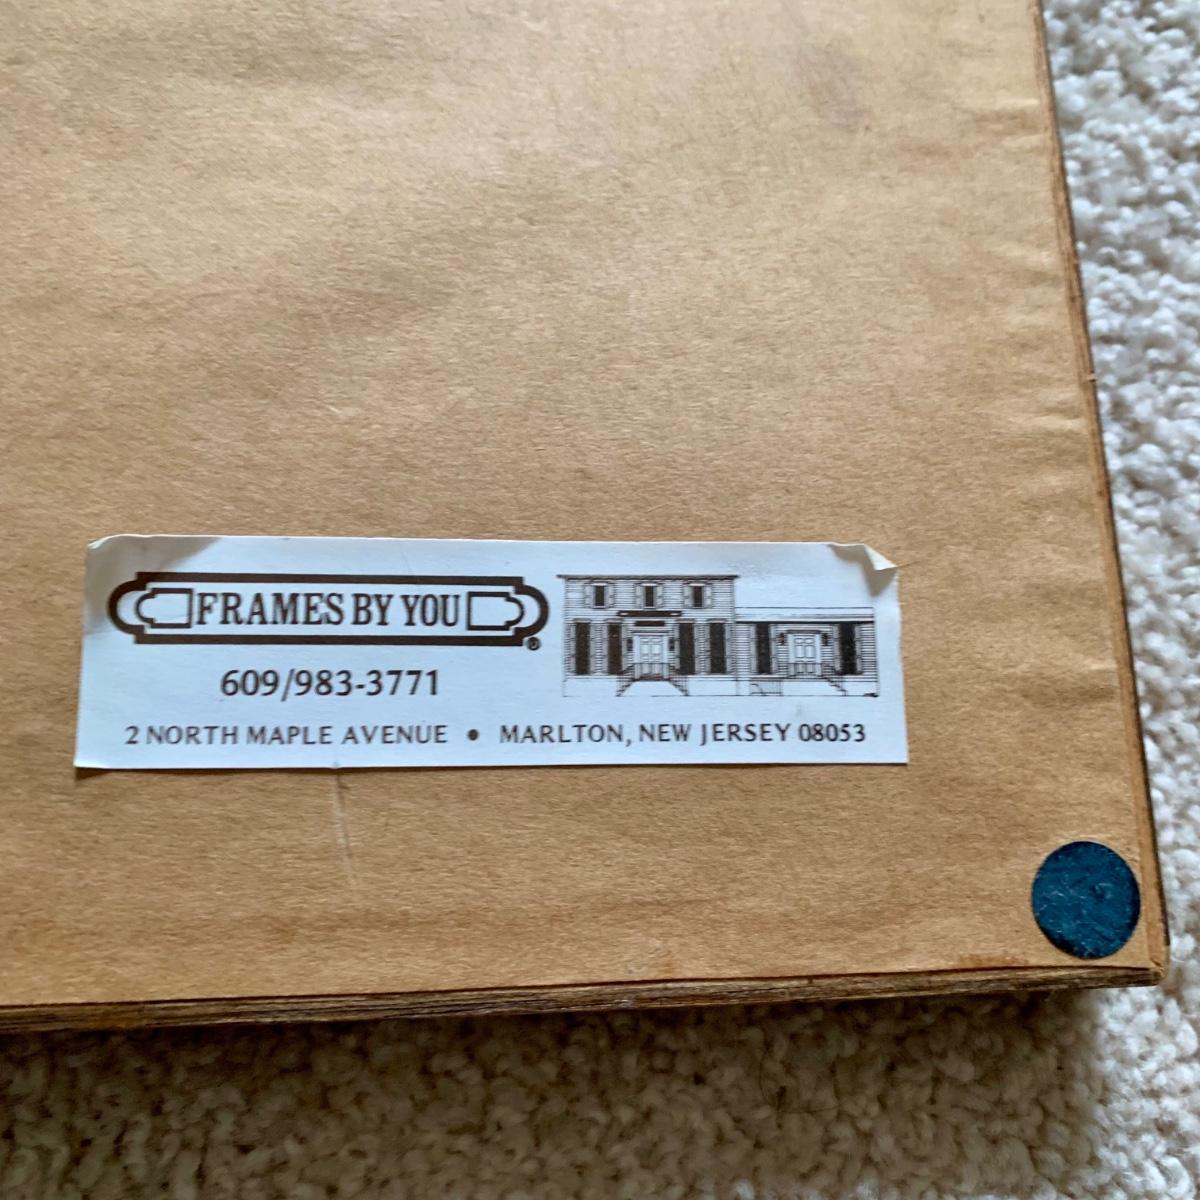 FRAMES BY YOU®
609/983-3771
2 NORTH MAPLE AVENUE • MARLTON, NEW JERSEY 08053